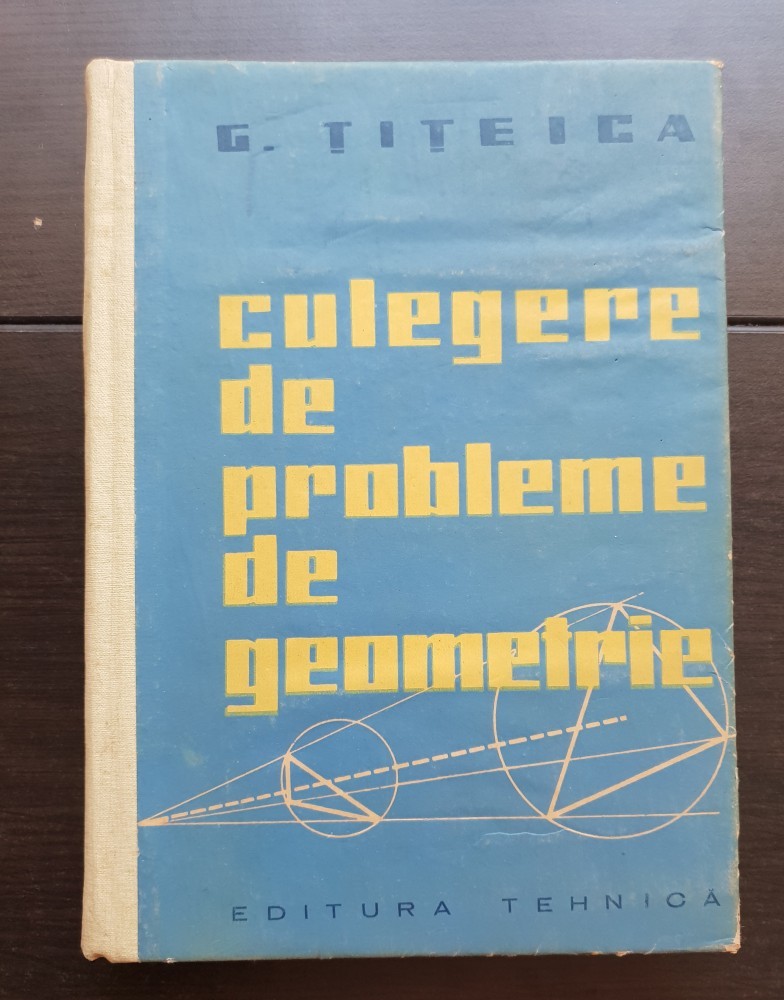 G. ȚIȚEICA
culegere
de
probleme
de
geometrie
EDITURA TEHNICĂ